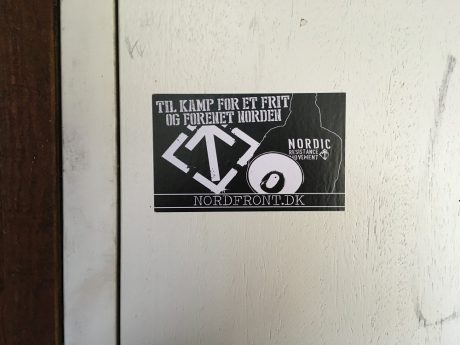 TIL KAMP FOR ET FRIT
OG FORENET NORDEN
NORDIC
RESISTANCE
MOVEMENT
NORDFRONT.DK